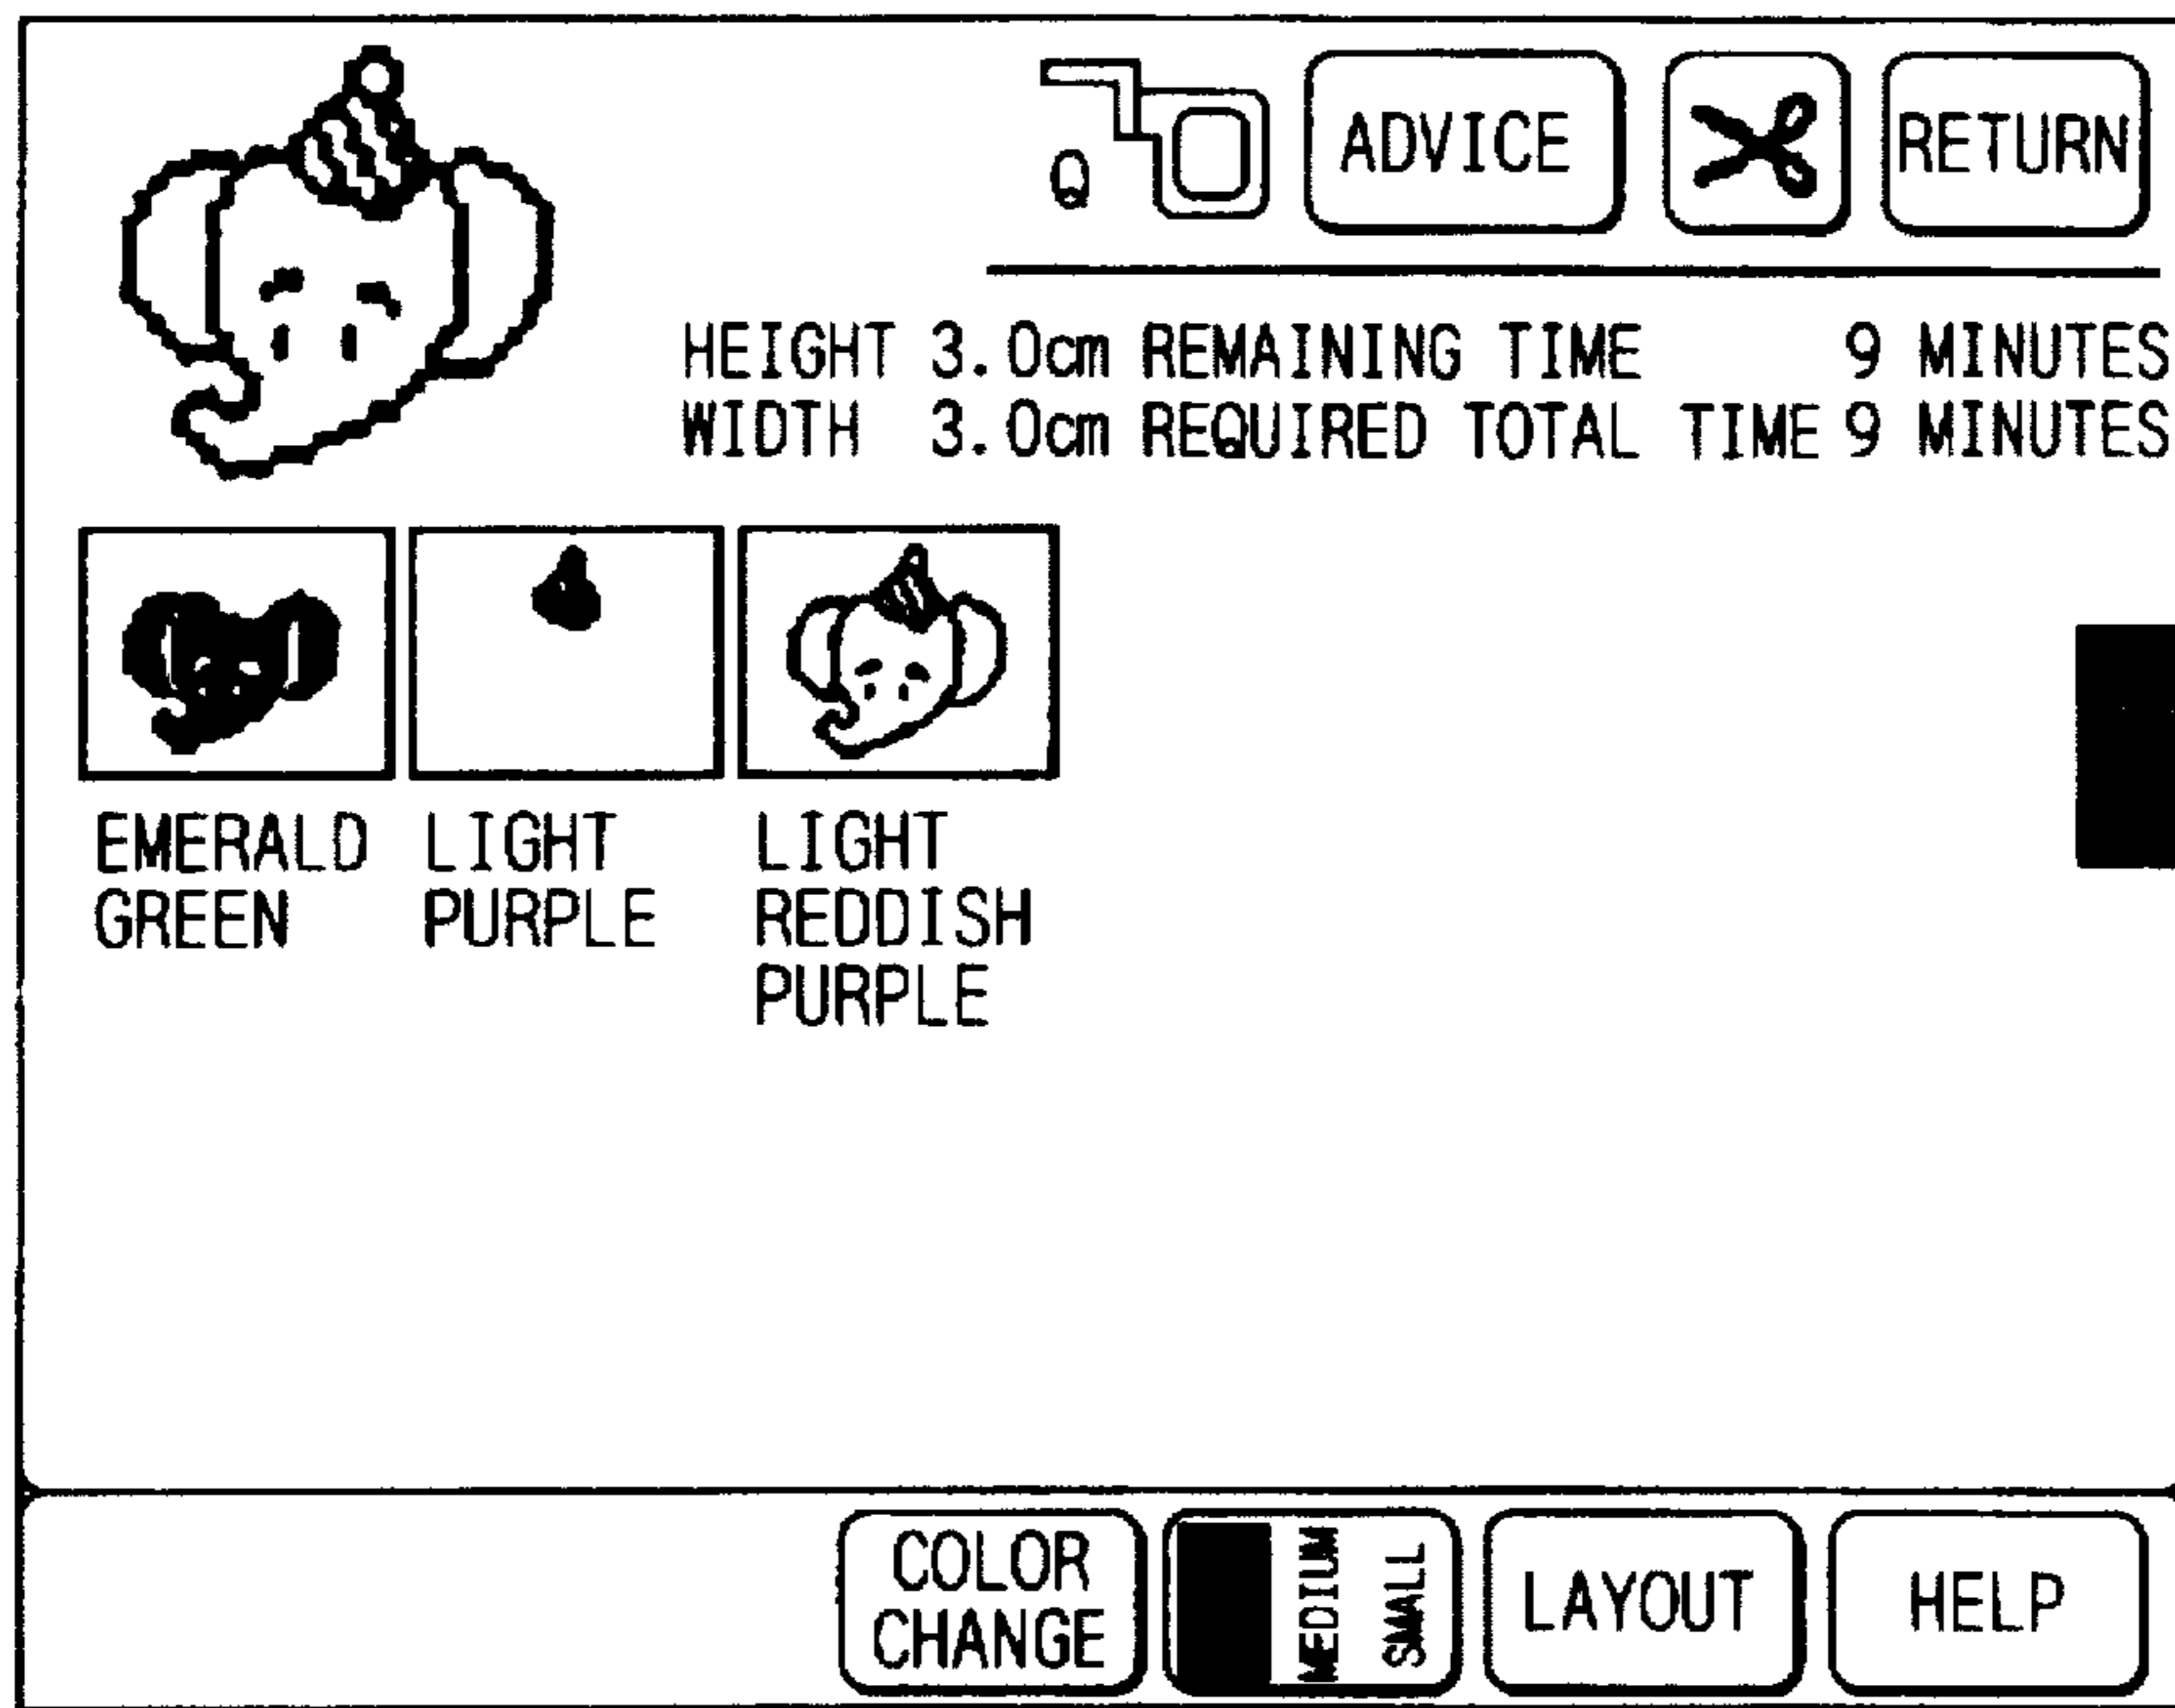 ADVICE
RETURN
HEIGHT 3.0cm REMAINING TIME 9 MINUTES
WIDTH 3.0cm REQUIRED TOTAL TIME 9 MINUTES
EMERALD
GREEN
LIGHT
PURPLE
LIGHT
REDDISH
PURPLE
COLOR
CHANGE
MEDIUM
SMALL
LAYOUT
HELP